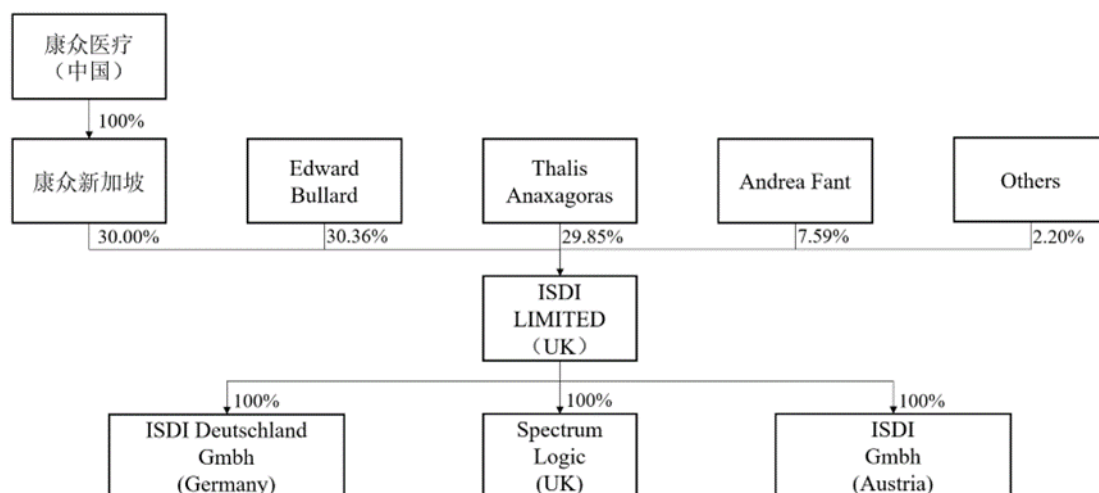 康众医疗
（中国）
100%
康众新加坡
Edward
Bullard
Thalis
Anaxagoras
Andrea Fant
Others
30.00%
30.36%
29.85%
7.59%
2.20%
ISDI
LIMITED
（UK）
100%
100%
100%
ISDI Deutschland
Gmbh
(Germany)
Spectrum
Logic
(UK)
ISDI
Gmbh
(Austria)